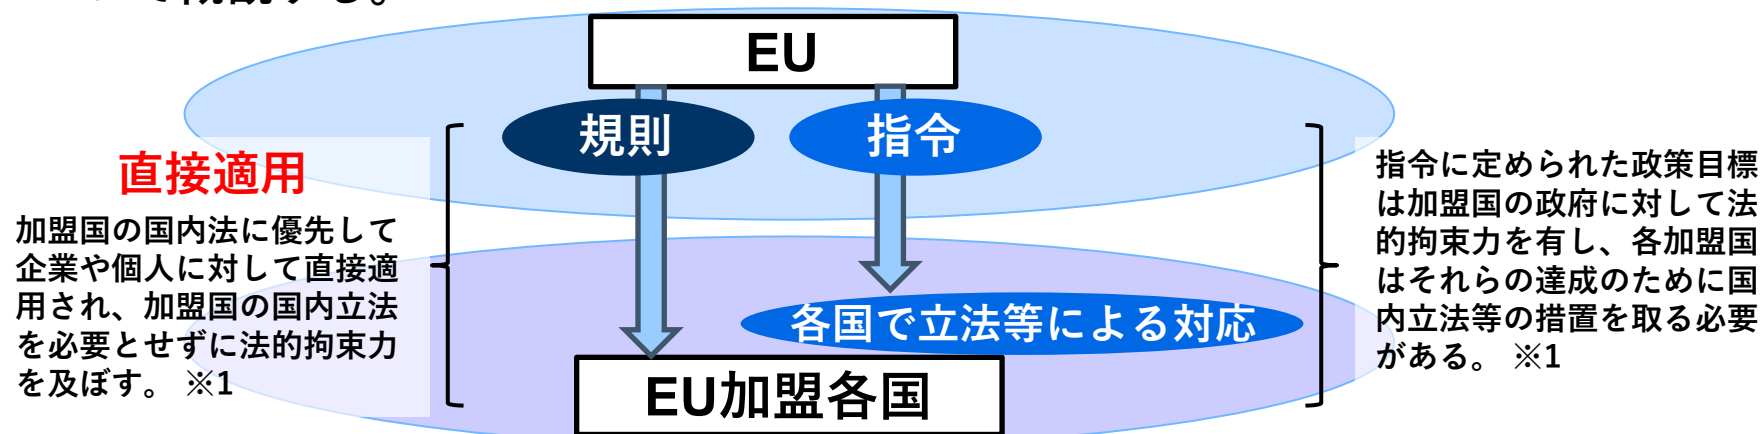 EU
規則
指令
直接適用
加盟国の国内法に優先して
企業や個人に対して直接適
用され、加盟国の国内立法
を必要とせずに法的拘束力
を及ぼす。 ※1
指令に定められた政策目標
は加盟国の政府に対して法
的拘束力を有し、各加盟国
はそれらの達成のために国
内立法等の措置を取る必要
がある。 ※1
各国で立法等による対応
EU加盟各国